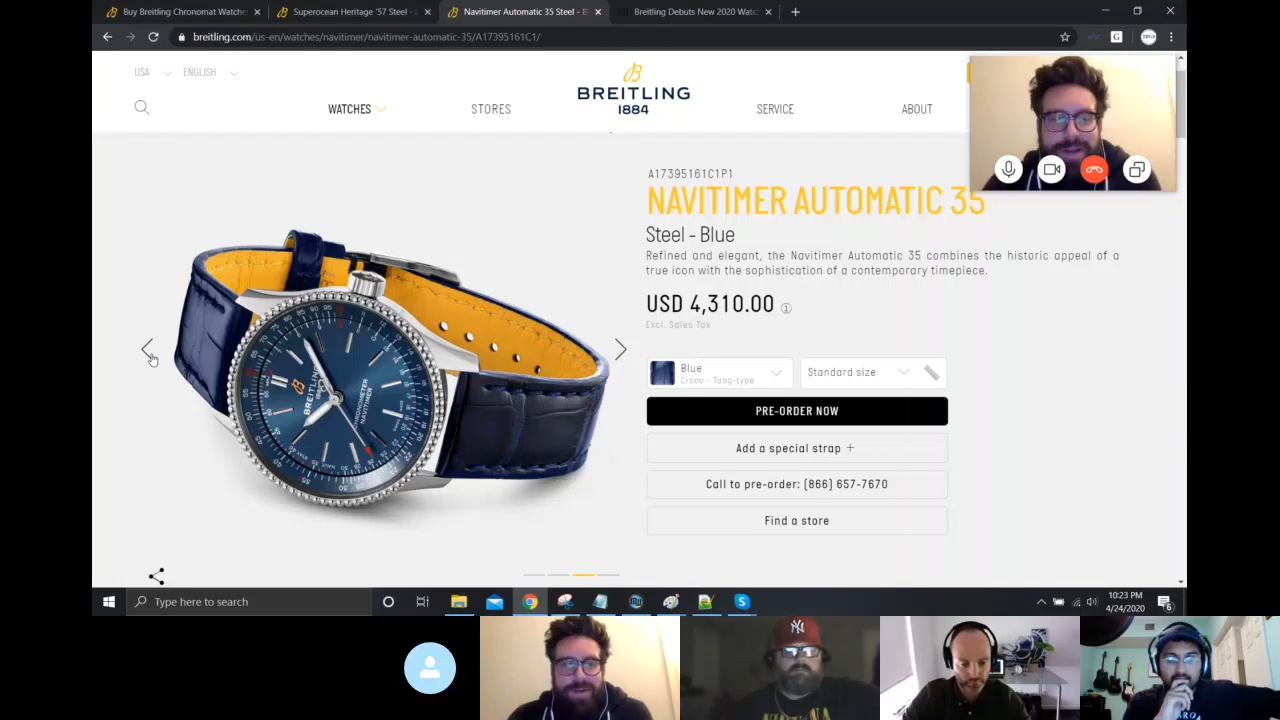 Buy Breitling Chronomat Watche
Superocean Heritage '57 Steel -
Navitimer Automatic 35 Steel - B
Breitling Debuts New 2020 Wat
breitling.com/us-en/watches/navitimer/navitimer-automatic-35/A17395161C1/
USA
ENGLISH
BREITLING
1884
WATCHES
STORES
SERVICE
ABOUT
A17395161C1P1
NAVITIMER AUTOMATIC 35
Steel - Blue
Refined and elegant, the Navitimer Automatic 35 combines the historic appeal of a
true icon with the sophistication of a contemporary timepiece.
USD 4,310.00
Excl. Sales Tax
Blue
Croco - Tang-type
Standard size
PRE-ORDER NOW
Add a special strap +
Call to pre-order: (866) 657-7670
Find a store
BREITLING
CHRONOMETER
NAVITIMER
Type here to search
10:23 PM
4/24/2020
6